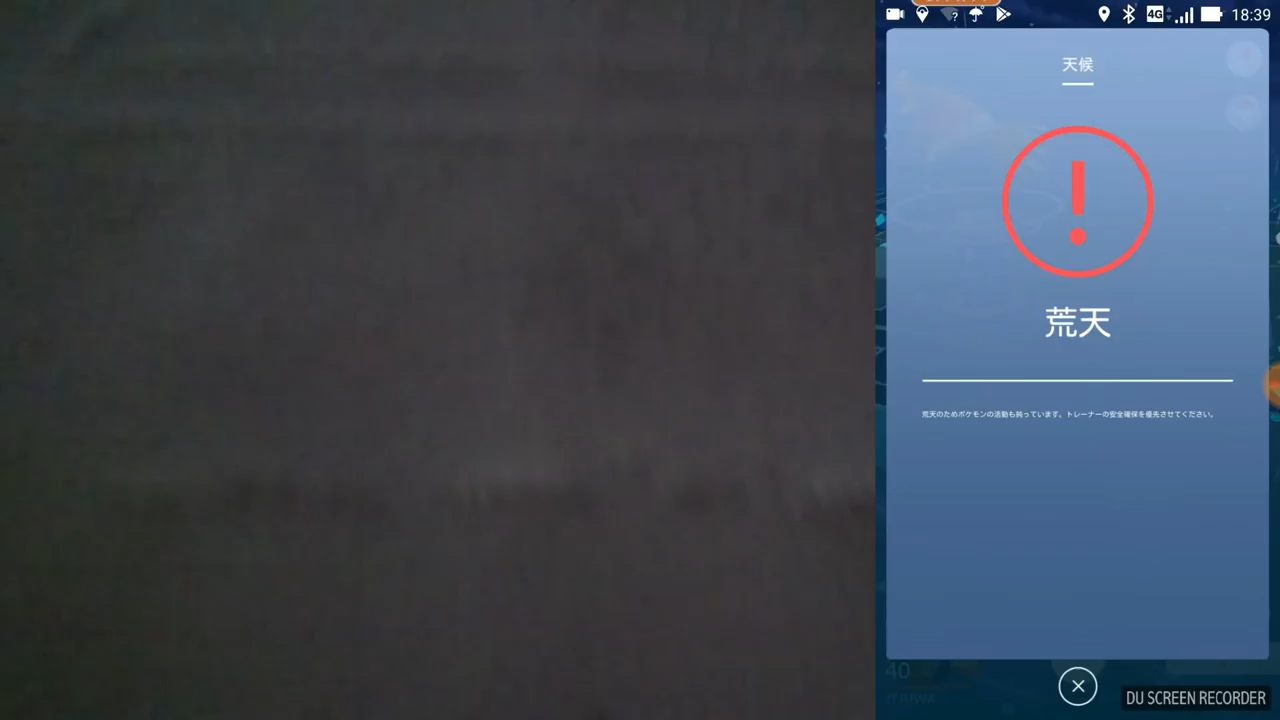 4G 18:39
天候
荒天
荒天のためポケモンの活動も鈍っています。トレーナーの安全確保を優先させてください。
40
DU SCREEN RECORDER